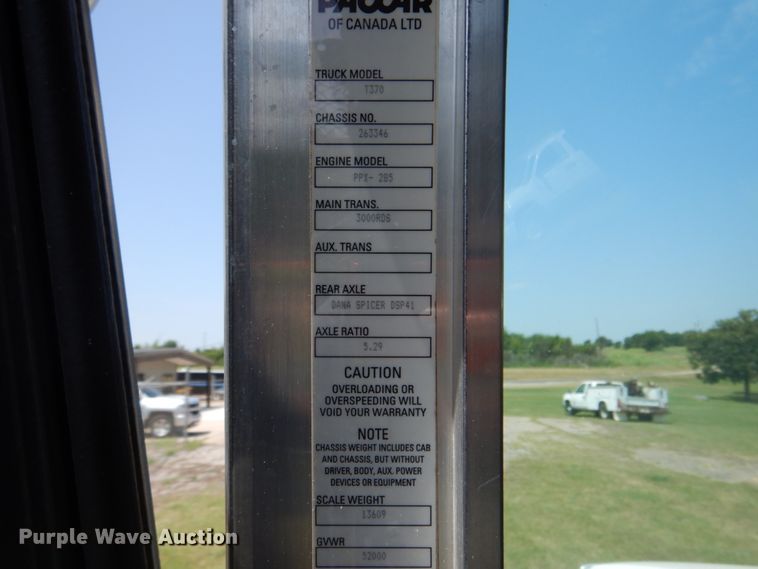 PACCAR
OF CANADA LTD
TRUCK MODEL
T370
CHASSIS NO.
263346
ENGINE MODEL
PPX- 285
MAIN TRANS.
3000RDS
AUX. TRANS
REAR AXLE
DANA SPICER DSP41
AXLE RATIO
5.29
CAUTION
OVERLOADING OR
OVERSPEEDING WILL
VOID YOUR WARRANTY
NOTE
CHASSIS WEIGHT INCLUDES CAB
AND CHASSIS, BUT WITHOUT
DRIVER, BODY, AUX. POWER
DEVICES OR EQUIPMENT
SCALE WEIGHT
13609
GVWR
52000
Purple Wave Auction